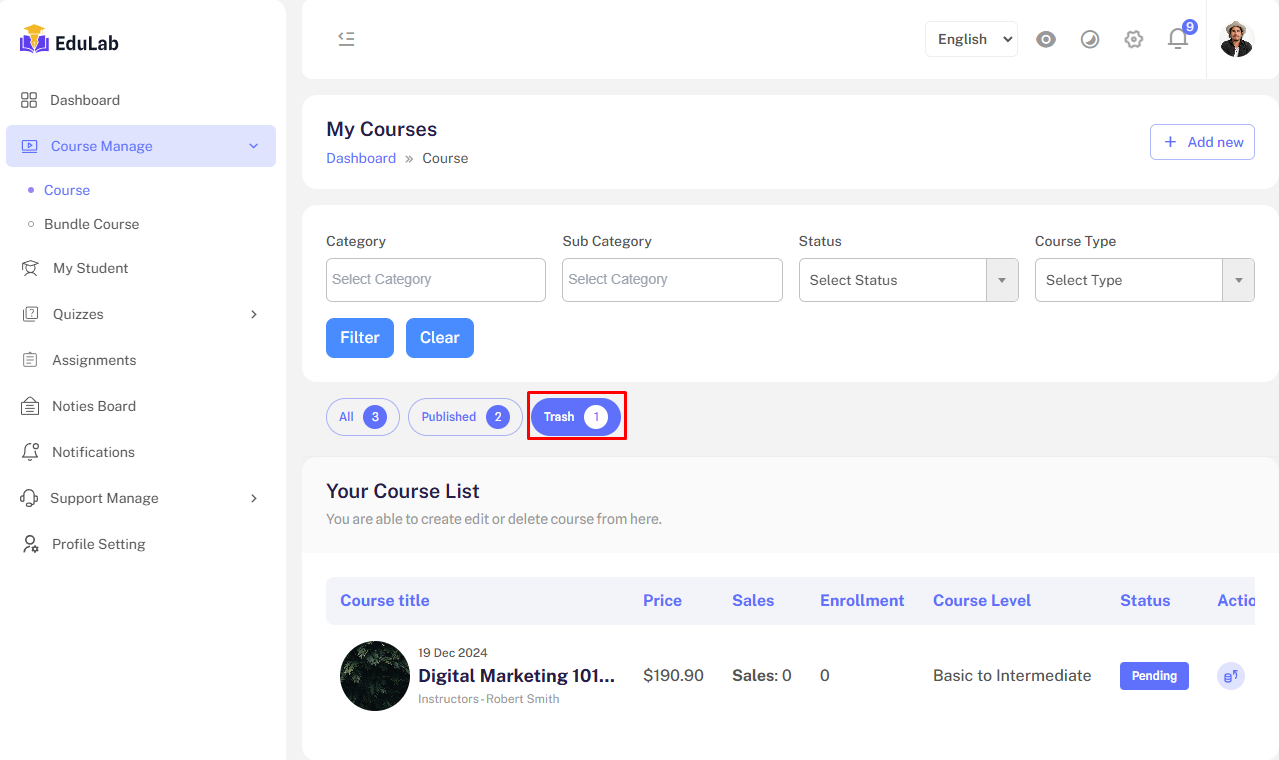 EduLab
English
9
Dashboard
Course Manage
Course
Bundle Course
My Student
Quizzes
Assignments
Noties Board
Notifications
Support Manage
Profile Setting
My Courses
Dashboard » Course
+ Add new
Category Sub Category Status Course Type
Select Category Select Category Select Status Select Type
Filter Clear
All 3 Published 2 Trash 1
Your Course List
You are able to create edit or delete course from here.
Course title Price Sales Enrollment Course Level Status Actio
19 Dec 2024
Digital Marketing 101... $190.90 Sales: 0 0 Basic to Intermediate Pending
Instructors - Robert Smith